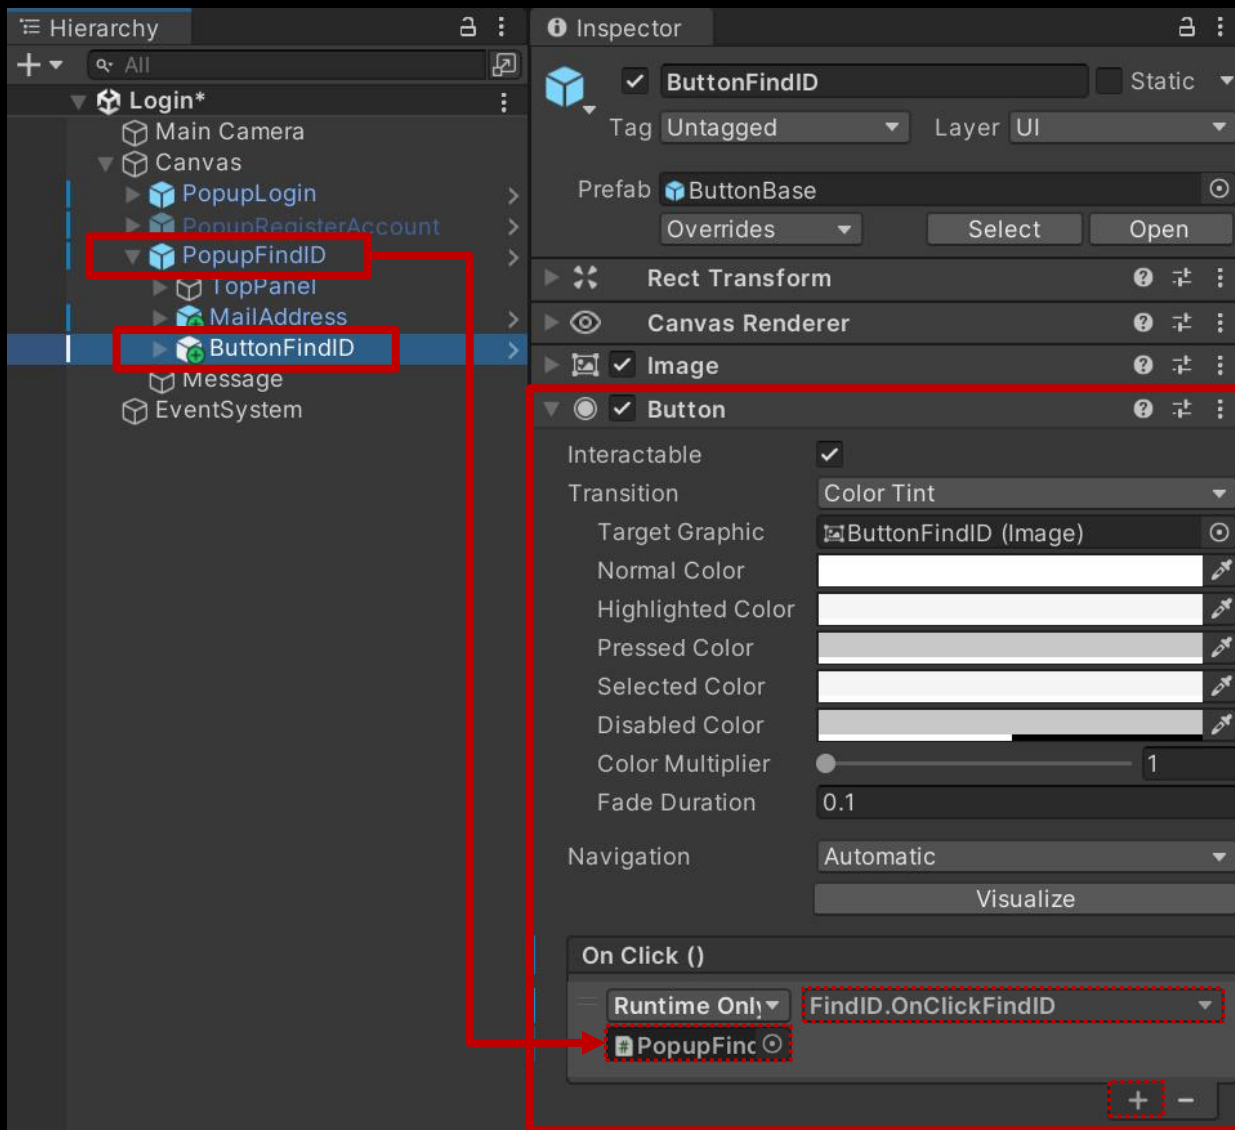 Hierarchy
All
Login*
Main Camera
Canvas
PopupLogin
PopupRegisterAccount
PopupFindID
TopPanel
MailAddress
ButtonFindID
Message
EventSystem
Inspector
ButtonFindID
Static
Tag Untagged
Layer UI
Prefab ButtonBase
Overrides
Select
Open
Rect Transform
Canvas Renderer
Image
Button
Interactable
Transition Color Tint
Target Graphic ButtonFindID (Image)
Normal Color
Highlighted Color
Pressed Color
Selected Color
Disabled Color
Color Multiplier 1
Fade Duration 0.1
Navigation Automatic
Visualize
On Click ()
Runtime Only FindID.OnClickFindID
PopupFind